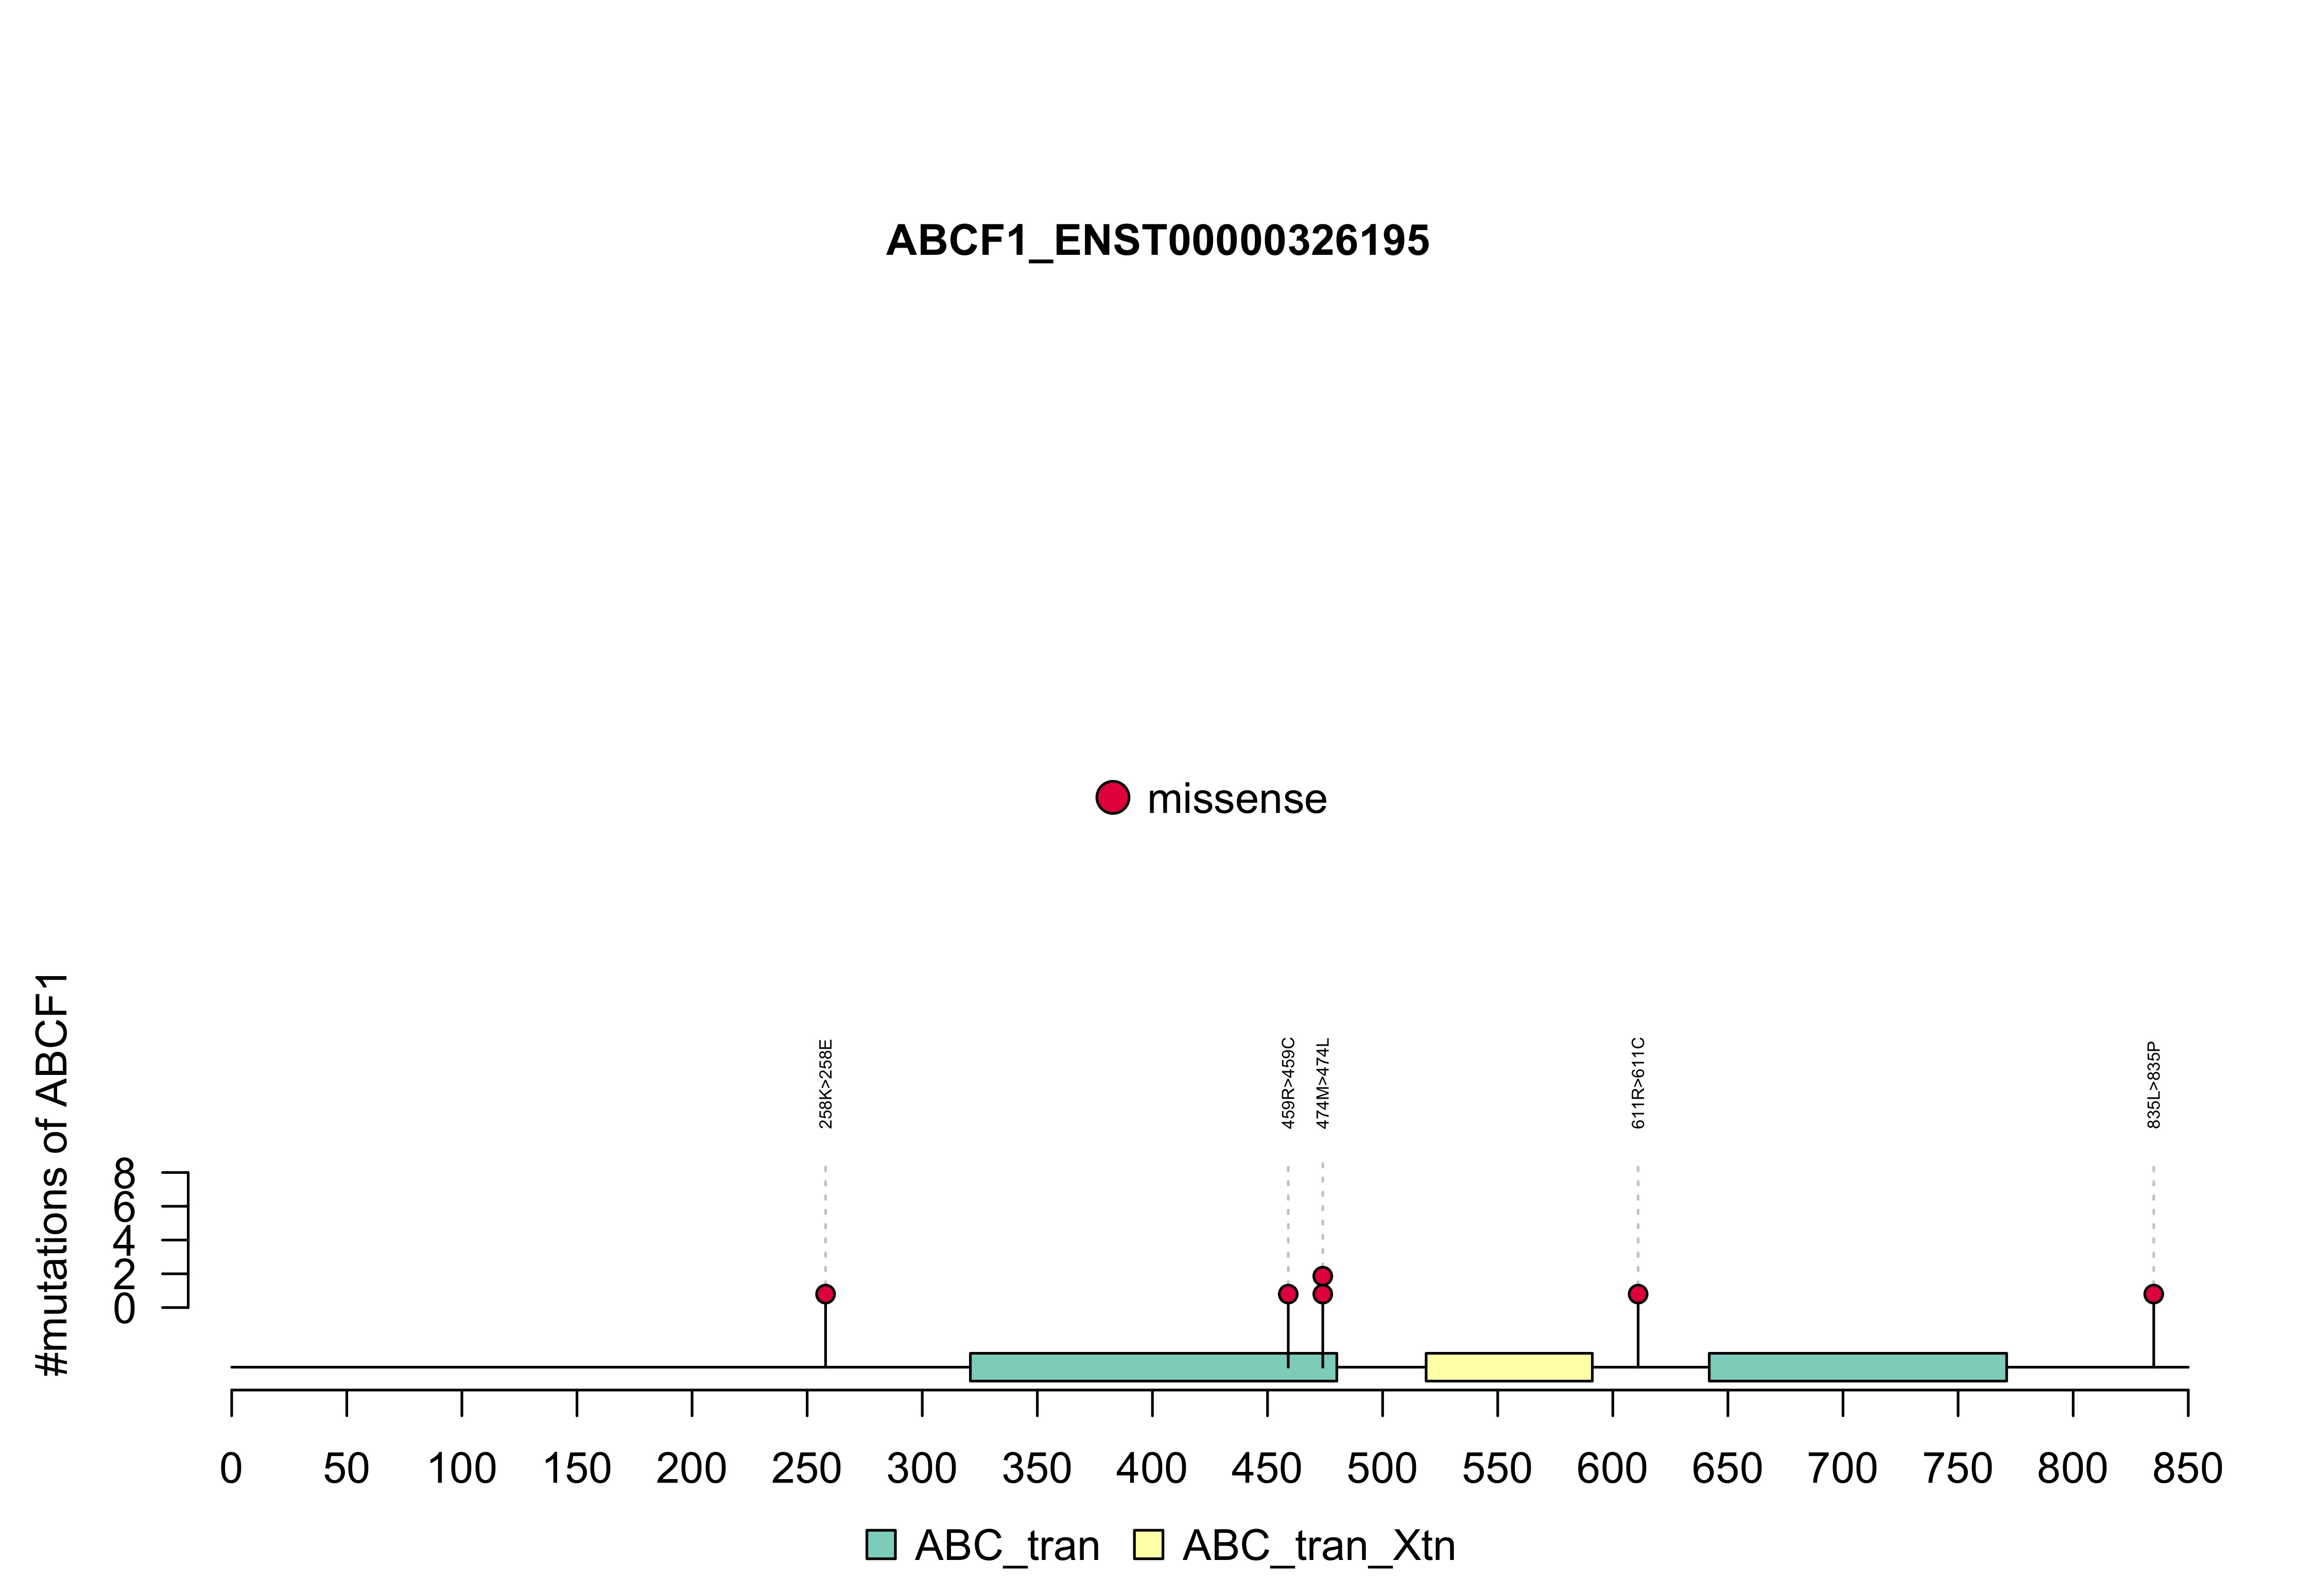 ABCF1_ENST00000326195
missense
#mutations of ABCF1
258K>258E
459R>459C
474M>474L
611R>611C
835L>835P
8
6
4
2
0
0 50 100 150 200 250 300 350 400 450 500 550 600 650 700 750 800 850
ABC_tran ABC_tran_Xtn